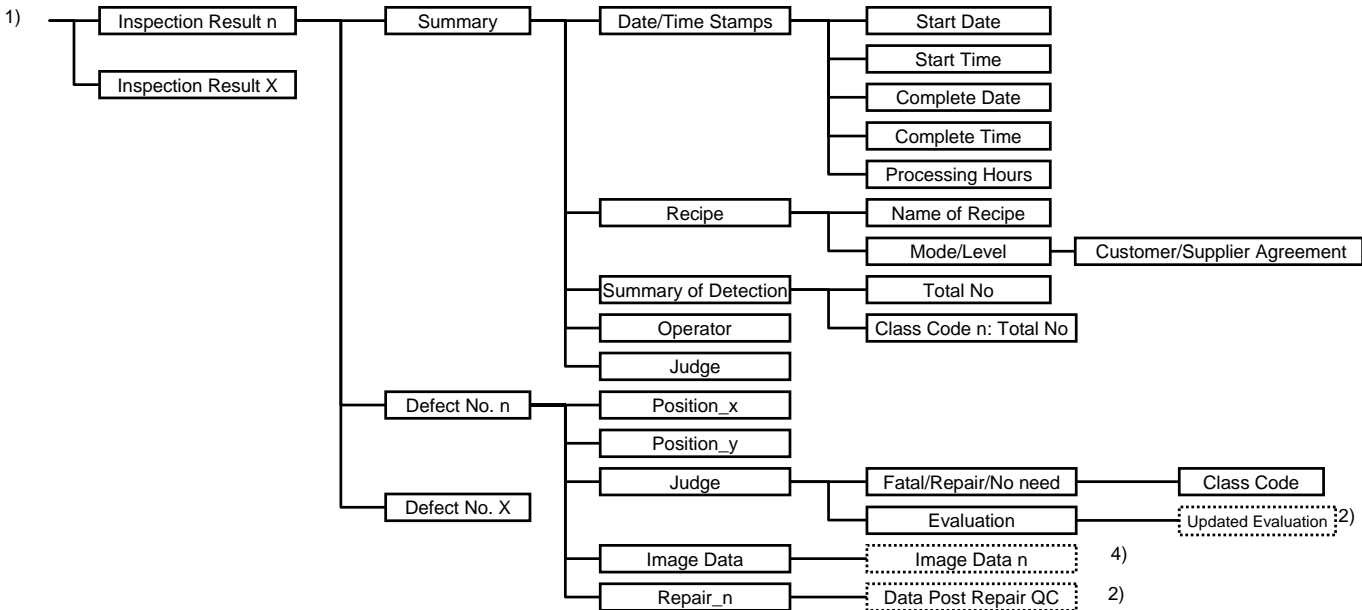 1)
Inspection Result n
Summary
Date/Time Stamps
Start Date
Start Time
Inspection Result X
Complete Date
Complete Time
Processing Hours
Recipe
Name of Recipe
Mode/Level
Customer/Supplier Agreement
Summary of Detection
Total No
Operator
Class Code n: Total No
Judge
Defect No. n
Position_x
Position_y
Judge
Fatal/Repair/No need
Class Code
Defect No. X
Evaluation
Updated Evaluation
2)
Image Data
Image Data n
4)
Repair_n
Data Post Repair QC
2)